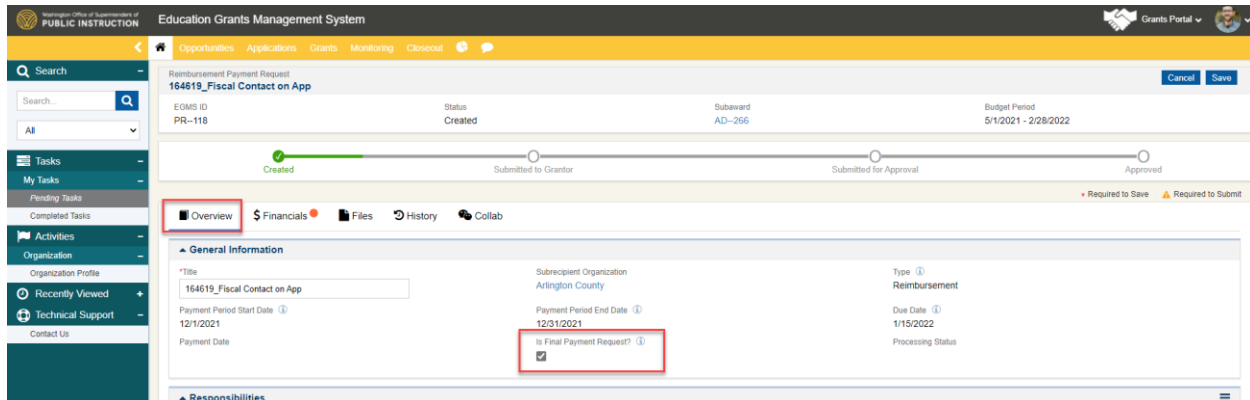 Washington Office of Superintendent of
PUBLIC INSTRUCTION
Education Grants Management System
Grants Portal
Opportunities Applications Grants Monitoring Closeout
Search
Search...
All
Tasks
My Tasks
Pending Tasks
Completed Tasks
Activities
Organization
Organization Profile
Recently Viewed
Technical Support
Contact Us
Reimbursement Payment Request
164619_Fiscal Contact on App
Cancel Save
EGMS ID Status Subaward Budget Period
PR--118 Created AD--266 5/1/2021 - 2/28/2022
Created Submitted to Grantor Submitted for Approval Approved
* Required to Save Required to Submit
Overview $ Financials Files History Collab
General Information
*Title Subrecipient Organization Type
164619_Fiscal Contact on App Arlington County Reimbursement
Payment Period Start Date Payment Period End Date Due Date
12/1/2021 12/31/2021 1/15/2022
Payment Date Is Final Payment Request? Processing Status
Responsibilities